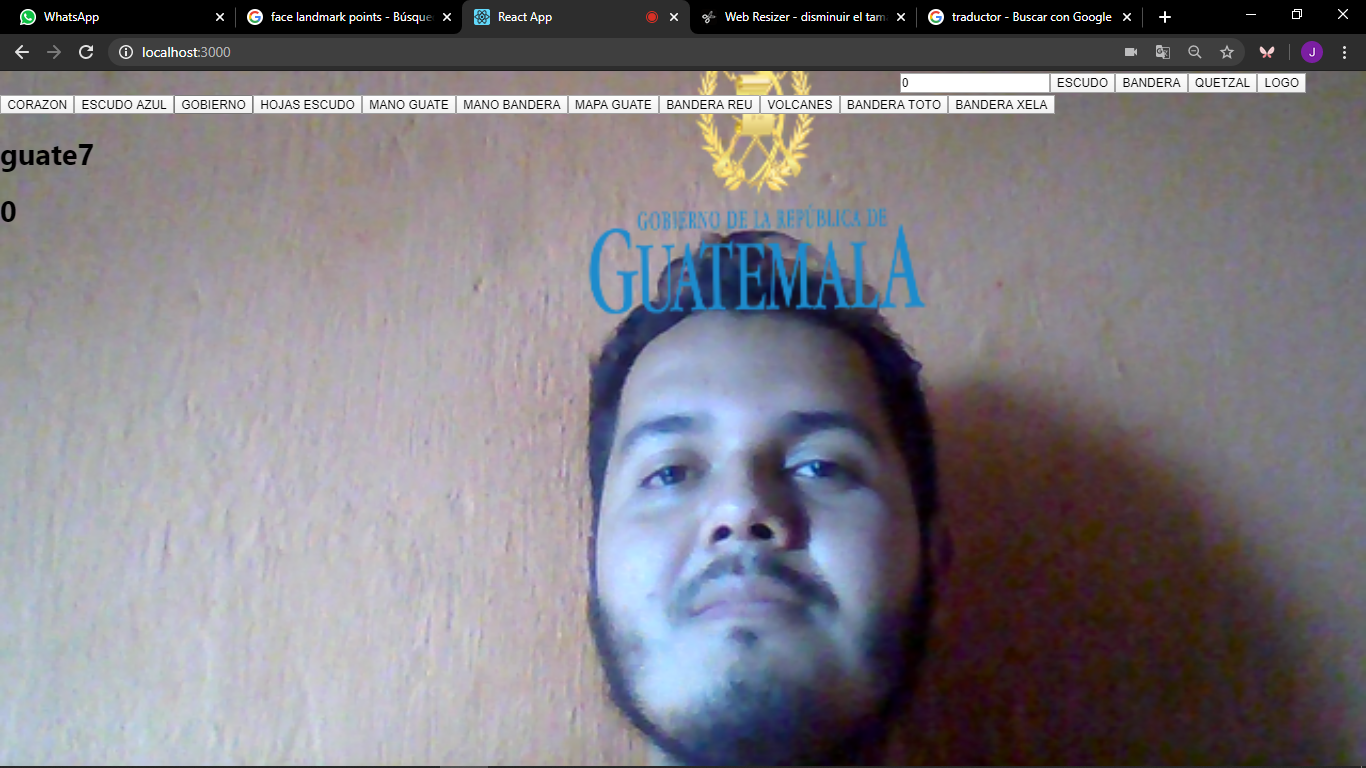 WhatsApp
face landmark points - Búsque
React App
Web Resizer - disminuir el tam
traductor - Buscar con Google
localhost:3000
J
0
ESCUDO BANDERA QUETZAL LOGO
CORAZON ESCUDO AZUL GOBIERNO HOJAS ESCUDO MANO GUATE MANO BANDERA MAPA GUATE BANDERA REU VOLCANES BANDERA TOTO BANDERA XELA
guate7
0
GOBIERNO DE LA REPÚBLICA DE
GUATEMALA